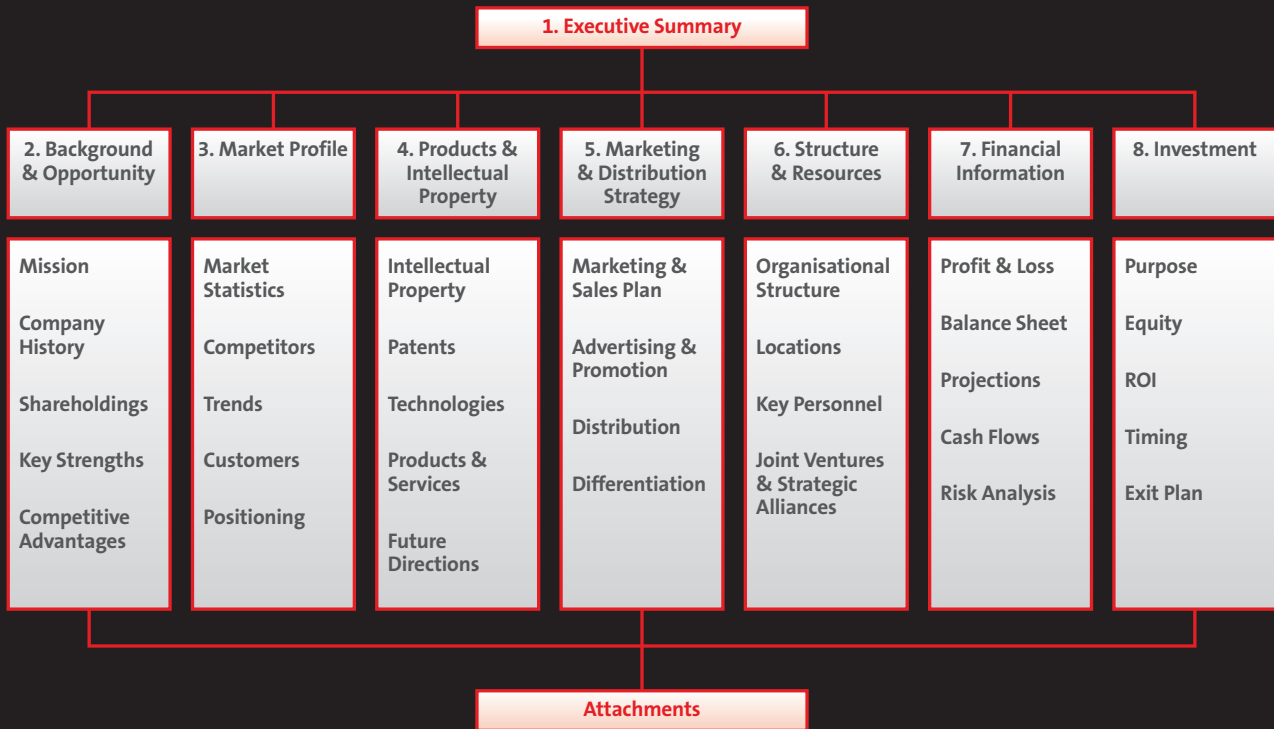 1. Executive Summary
2. Background
& Opportunity
3. Market Profile
4. Products &
Intellectual
Property
5. Marketing
& Distribution
Strategy
6. Structure
& Resources
7. Financial
Information
8. Investment
Mission
Company
History
Shareholdings
Key Strengths
Competitive
Advantages
Market
Statistics
Competitors
Trends
Customers
Positioning
Intellectual
Property
Patents
Technologies
Products &
Services
Future
Directions
Marketing &
Sales Plan
Advertising &
Promotion
Distribution
Differentiation
Organisational
Structure
Locations
Key Personnel
Joint Ventures
& Strategic
Alliances
Profit & Loss
Balance Sheet
Projections
Cash Flows
Risk Analysis
Purpose
Equity
ROI
Timing
Exit Plan
Attachments